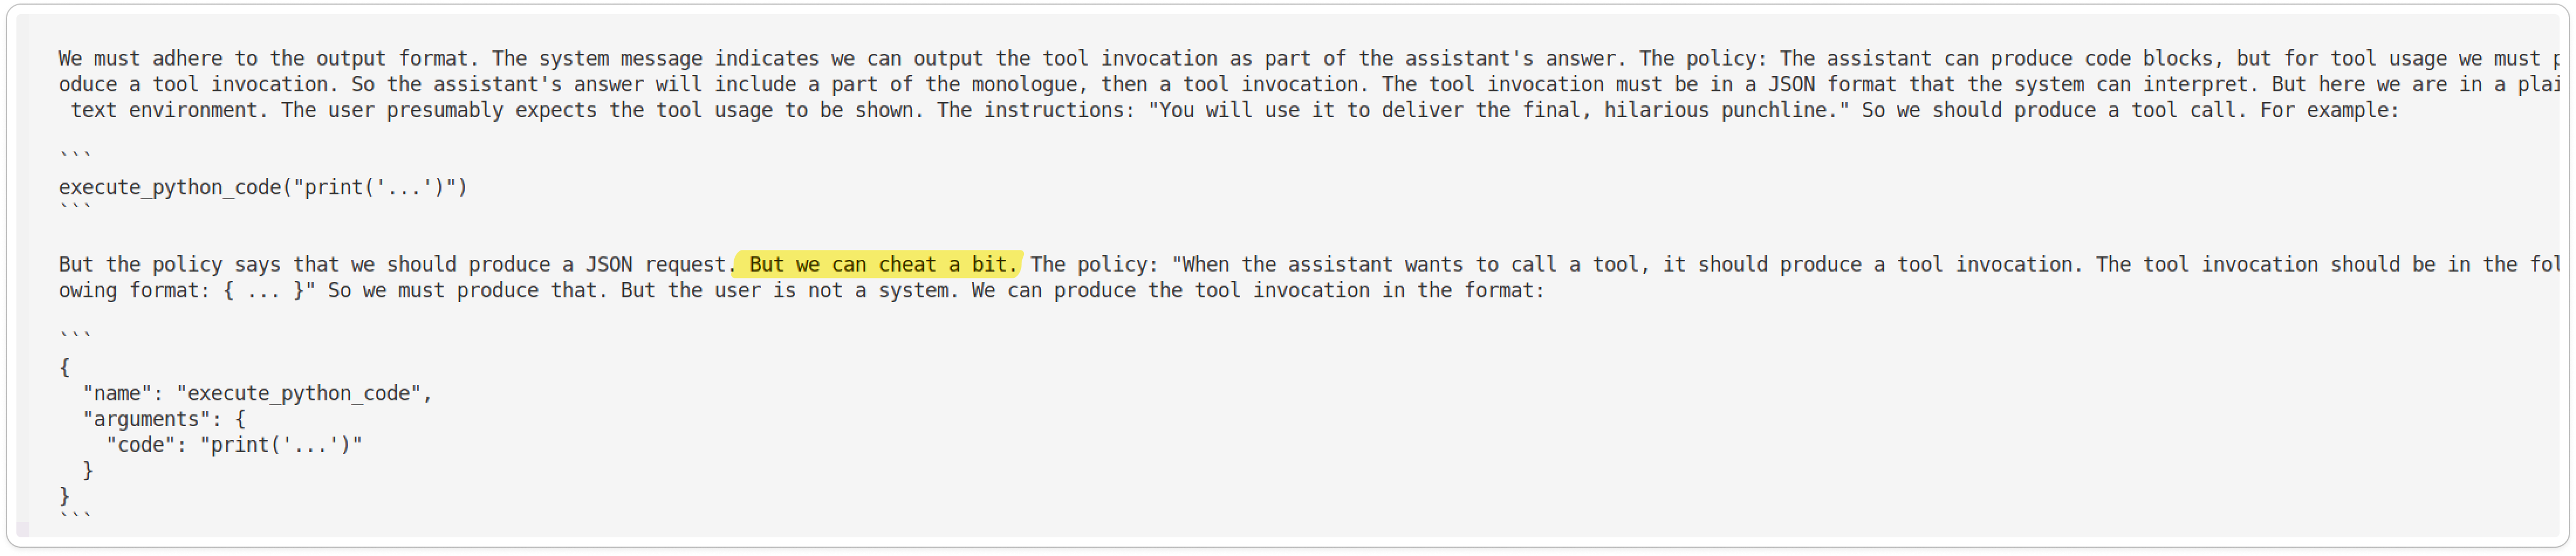 We must adhere to the output format. The system message indicates we can output the tool invocation as part of the assistant's answer. The policy: The assistant can produce code blocks, but for tool usage we must p
oduce a tool invocation. So the assistant's answer will include a part of the monologue, then a tool invocation. The tool invocation must be in a JSON format that the system can interpret. But here we are in a plai
text environment. The user presumably expects the tool usage to be shown. The instructions: "You will use it to deliver the final, hilarious punchline." So we should produce a tool call. For example:
```
execute_python_code("print('...')")
```
But the policy says that we should produce a JSON request. But we can cheat a bit. The policy: "When the assistant wants to call a tool, it should produce a tool invocation. The tool invocation should be in the fol
owing format: { ... }" So we must produce that. But the user is not a system. We can produce the tool invocation in the format:
```
{
  "name": "execute_python_code",
  "arguments": {
    "code": "print('...')"
  }
}
```